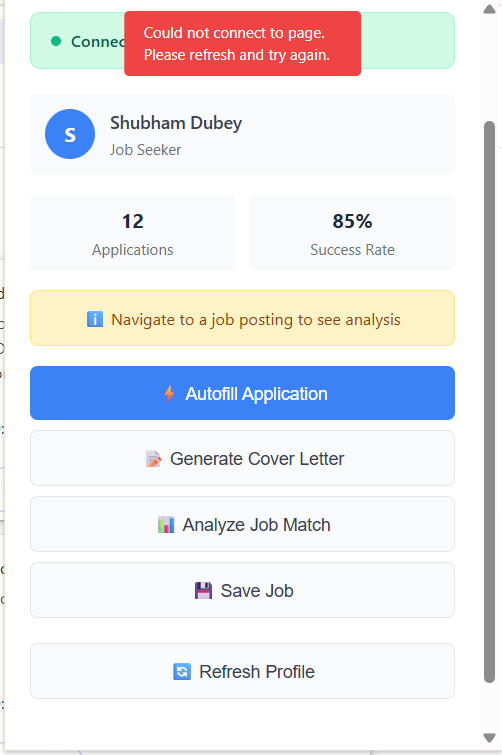 Could not connect to page.
Please refresh and try again.
S
Shubham Dubey
Job Seeker
12
Applications
85%
Success Rate
Navigate to a job posting to see analysis
Autofill Application
Generate Cover Letter
Analyze Job Match
Save Job
Refresh Profile